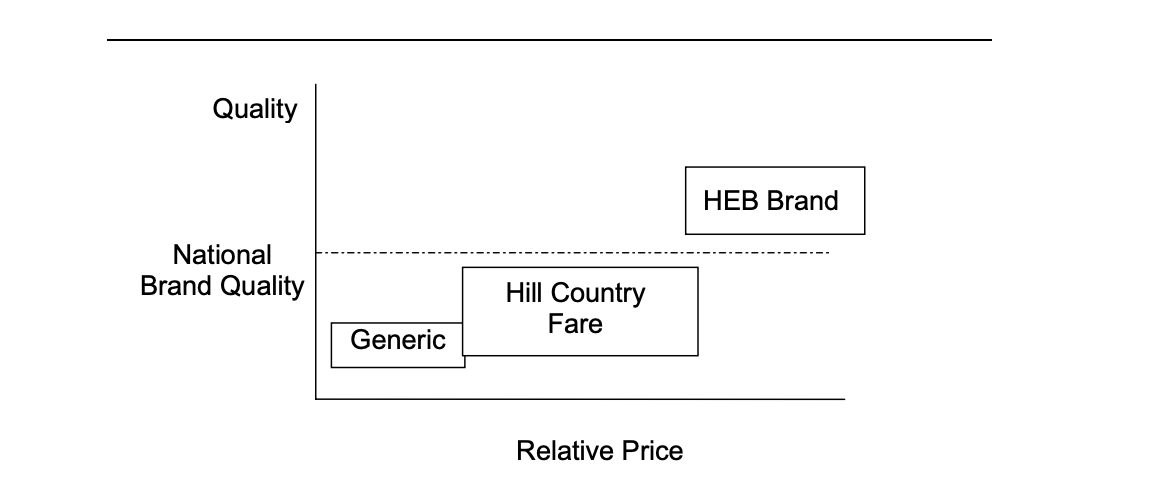 Quality
HEB Brand
National
Brand Quality
Hill Country
Fare
Generic
Relative Price